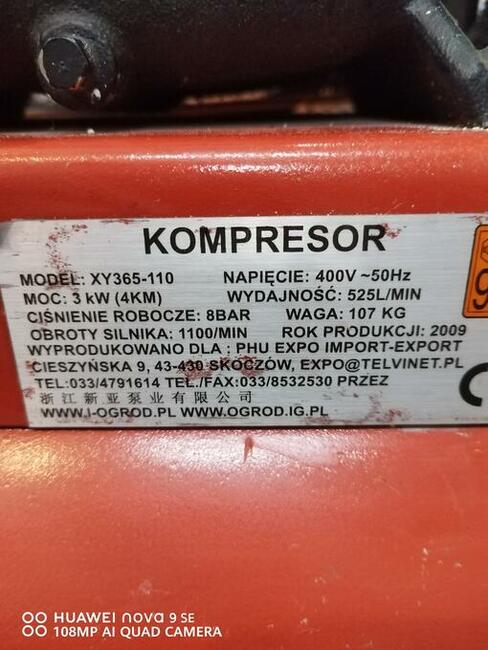 KOMPRESOR
MODEL: XY365-110 NAPIĘCIE: 400V ~50Hz
MOC: 3 kW (4KM) WYDAJNOŚĆ: 525L/MIN
CIŚNIENIE ROBOCZE: 8BAR WAGA: 107 KG
OBROTY SILNIKA: 1100/MIN ROK PRODUKCJI: 2009
WYPRODUKOWANO DLA : PHU EXPO IMPORT-EXPORT
CIESZYŃSKA 9, 43-430 SKOCZÓW, EXPO@TELVINET.PL
TEL:033/4791614 TEL./FAX:033/8532530 PRZEZ
浙江新亚泵业有限公司
WWW.I-OGROD.PL WWW.OGROD.IG.PL
9
HUAWEI nova 9 SE
108MP AI QUAD CAMERA